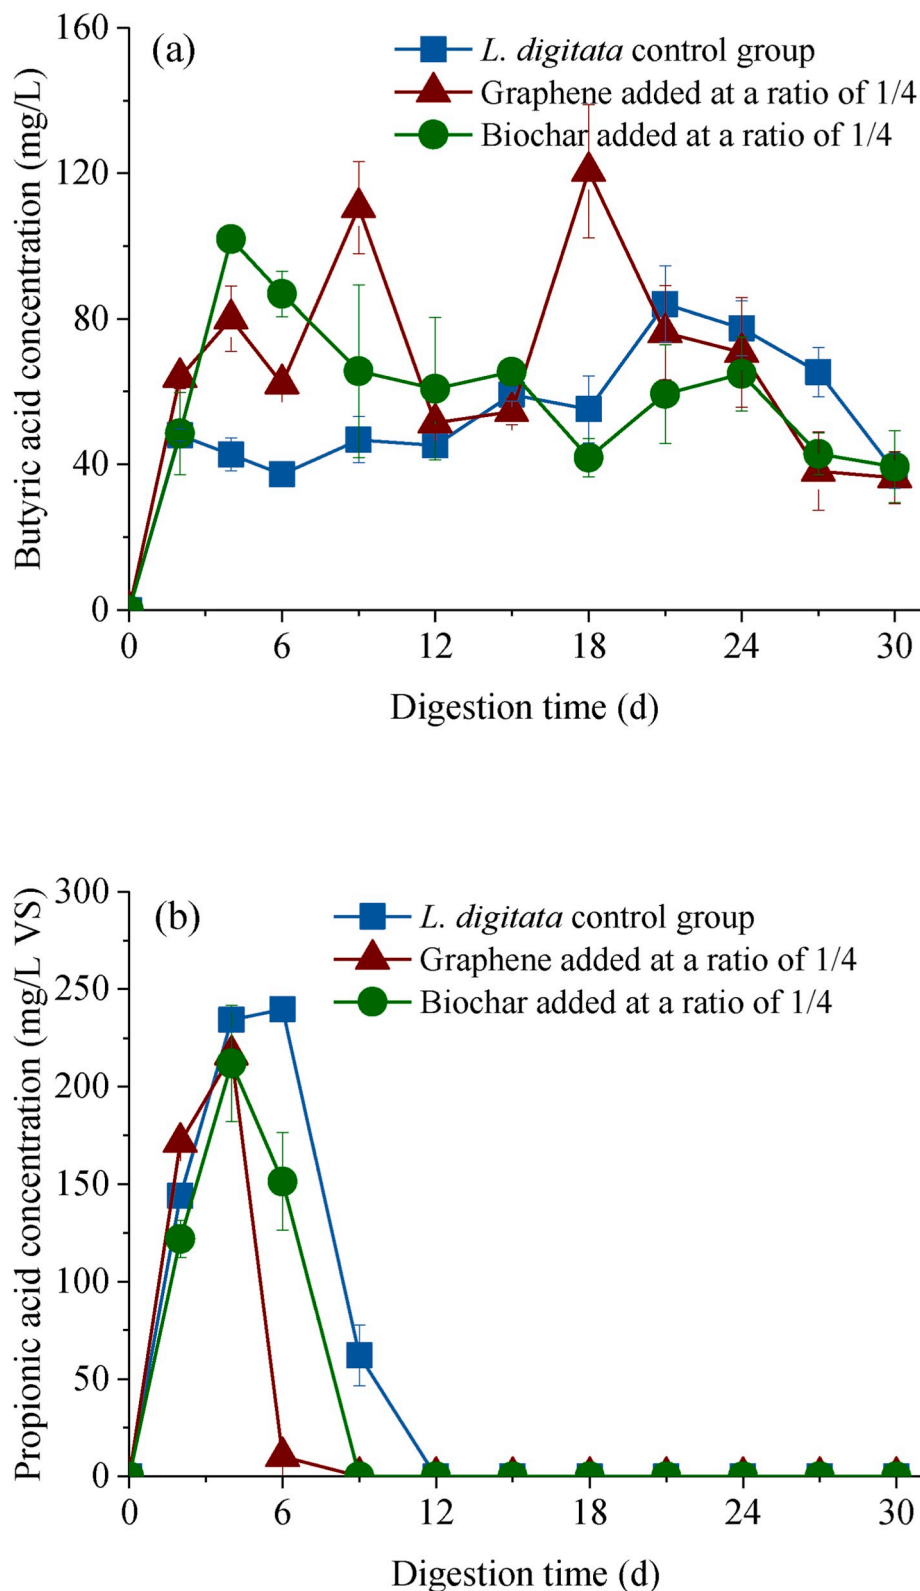 (a)
L. digitata control group
Graphene added at a ratio of 1/4
Biochar added at a ratio of 1/4
Butyric acid concentration (mg/L)
160
120
80
40
0
0 6 12 18 24 30
Digestion time (d)
(b)
L. digitata control group
Graphene added at a ratio of 1/4
Biochar added at a ratio of 1/4
Propionic acid concentration (mg/L VS)
300
250
200
150
100
50
0
0 6 12 18 24 30
Digestion time (d)